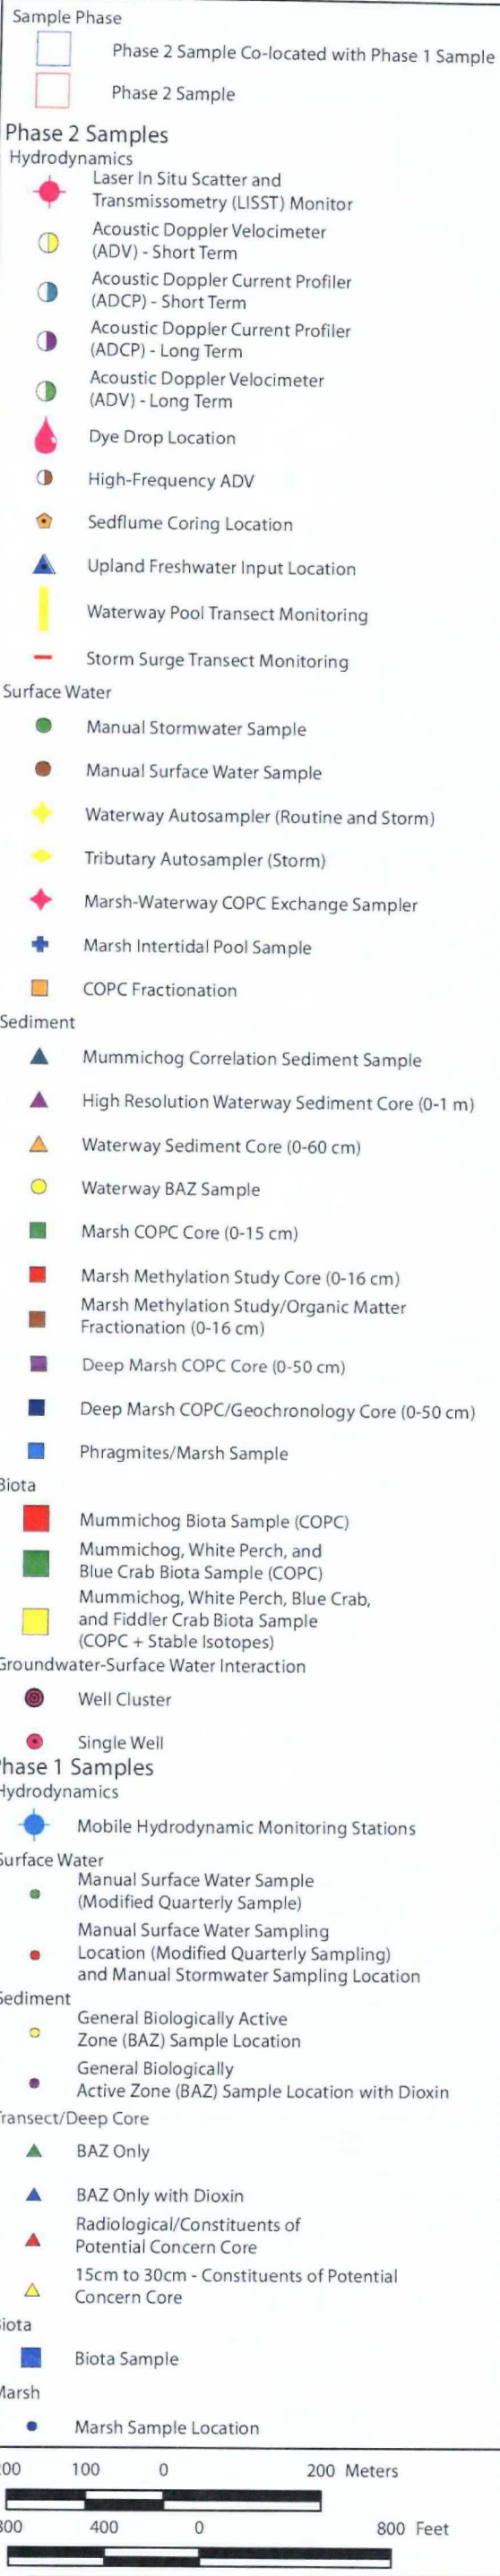 Sample Phase
Phase 2 Sample Co-located with Phase 1 Sample
Phase 2 Sample
Phase 2 Samples
Hydrodynamics
Laser In Situ Scatter and
Transmissometry (LISST) Monitor
Acoustic Doppler Velocimeter
(ADV) - Short Term
Acoustic Doppler Current Profiler
(ADCP) - Short Term
Acoustic Doppler Current Profiler
(ADCP) - Long Term
Acoustic Doppler Velocimeter
(ADV) - Long Term
Dye Drop Location
High-Frequency ADV
Sedflume Coring Location
Upland Freshwater Input Location
Waterway Pool Transect Monitoring
Storm Surge Transect Monitoring
Surface Water
Manual Stormwater Sample
Manual Surface Water Sample
Waterway Autosampler (Routine and Storm)
Tributary Autosampler (Storm)
Marsh-Waterway COPC Exchange Sampler
Marsh Intertidal Pool Sample
COPC Fractionation
Sediment
Mummichog Correlation Sediment Sample
High Resolution Waterway Sediment Core (0-1 m)
Waterway Sediment Core (0-60 cm)
Waterway BAZ Sample
Marsh COPC Core (0-15 cm)
Marsh Methylation Study Core (0-16 cm)
Marsh Methylation Study/Organic Matter
Fractionation (0-16 cm)
Deep Marsh COPC Core (0-50 cm)
Deep Marsh COPC/Geochronology Core (0-50 cm)
Phragmites/Marsh Sample
Biota
Mummichog Biota Sample (COPC)
Mummichog, White Perch, and
Blue Crab Biota Sample (COPC)
Mummichog, White Perch, Blue Crab,
and Fiddler Crab Biota Sample
(COPC + Stable Isotopes)
Groundwater-Surface Water Interaction
Well Cluster
Single Well
Phase 1 Samples
Hydrodynamics
Mobile Hydrodynamic Monitoring Stations
Surface Water
Manual Surface Water Sample
(Modified Quarterly Sample)
Manual Surface Water Sampling
Location (Modified Quarterly Sampling)
and Manual Stormwater Sampling Location
Sediment
General Biologically Active
Zone (BAZ) Sample Location
General Biologically
Active Zone (BAZ) Sample Location with Dioxin
Transect/Deep Core
BAZ Only
BAZ Only with Dioxin
Radiological/Constituents of
Potential Concern Core
15cm to 30cm - Constituents of Potential
Concern Core
Biota
Biota Sample
Marsh
Marsh Sample Location
200 100 0 200 Meters
800 400 0 800 Feet